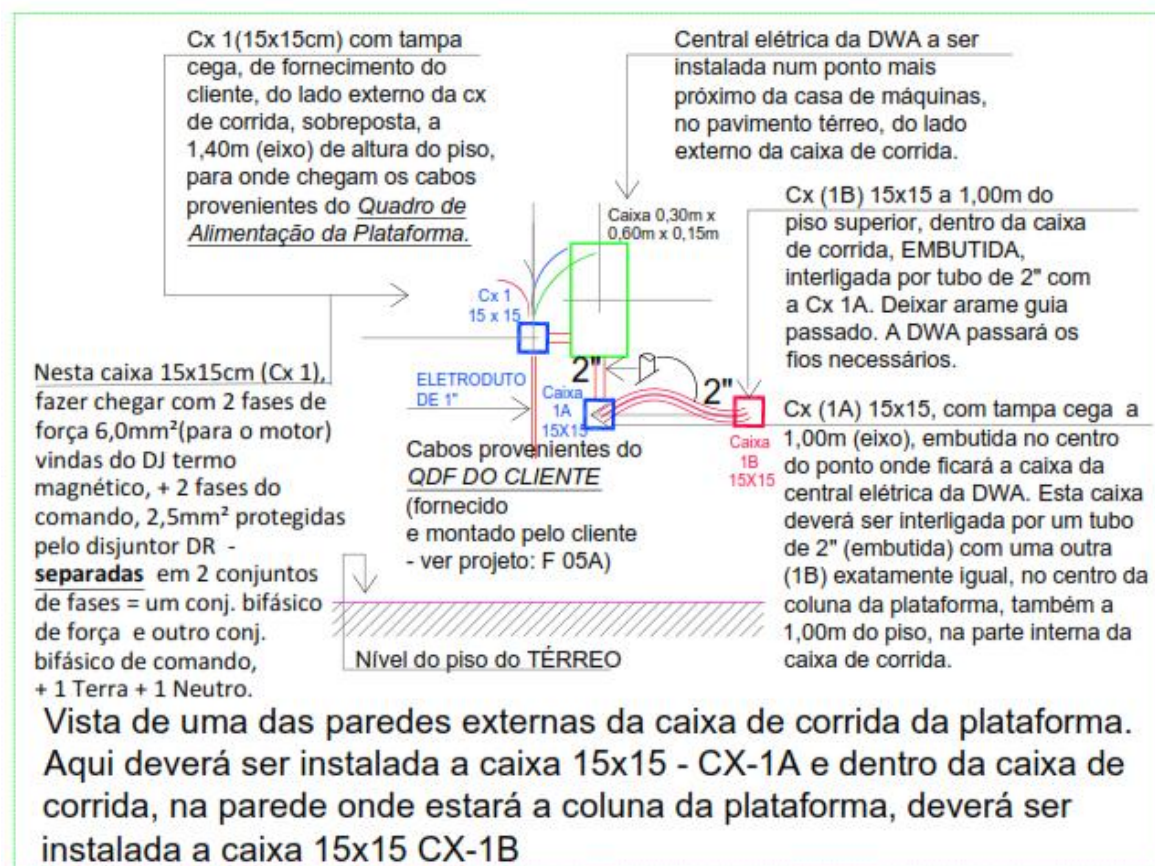 Cx 1(15x15cm) com tampa
cega, de fornecimento do
cliente, do lado externo da cx
de corrida, sobreposta, a
1,40m (eixo) de altura do piso,
para onde chegam os cabos
provenientes do Quadro de
Alimentação da Plataforma.
Central elétrica da DWA a ser
instalada num ponto mais
próximo da casa de máquinas,
no pavimento térreo, do lado
externo da caixa de corrida.
Cx (1B) 15x15 a 1,00m do
piso superior, dentro da caixa
de corrida, EMBUTIDA,
interligada por tubo de 2" com
a Cx 1A. Deixar arame guia
passado. A DWA passará os
fios necessários.
Caixa 0,30m x
0,60m x 0,15m
Cx 1
15 x 15
2"
2"
ELETRODUTO
DE 1"
Caixa
1A
15X15
Caixa
1B
15X15
Nesta caixa 15x15cm (Cx 1),
fazer chegar com 2 fases de
força 6,0mm²(para o motor)
vindas do DJ termo
magnético, + 2 fases do
comando, 2,5mm² protegidas
pelo disjuntor DR -
separadas em 2 conjuntos
de fases = um conj. bifásico
de força e outro conj.
bifásico de comando,
+ 1 Terra + 1 Neutro.
Cabos provenientes do
QDF DO CLIENTE
(fornecido
e montado pelo cliente
- ver projeto: F 05A)
Cx (1A) 15x15, com tampa cega a
1,00m (eixo), embutida no centro
do ponto onde ficará a caixa da
central elétrica da DWA. Esta caixa
deverá ser interligada por um tubo
de 2" (embutida) com uma outra
(1B) exatamente igual, no centro da
coluna da plataforma, também a
1,00m do piso, na parte interna da
caixa de corrida.
Nível do piso do TÉRREO
Vista de uma das paredes externas da caixa de corrida da plataforma.
Aqui deverá ser instalada a caixa 15x15 - CX-1A e dentro da caixa de
corrida, na parede onde estará a coluna da plataforma, deverá ser
instalada a caixa 15x15 CX-1B